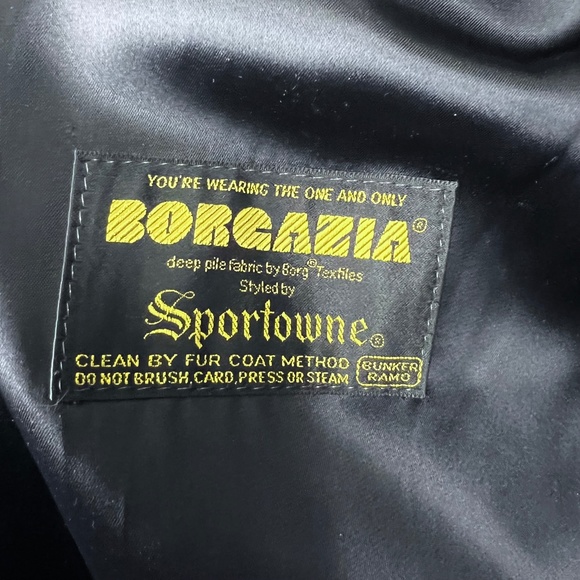 YOU'RE WEARING THE ONE AND ONLY
BORGAZIA®
deep pile fabric by Borg® Textiles
Styled by
Sportowne®
CLEAN BY FUR COAT METHOD
DO NOT BRUSH, CARD, PRESS OR STEAM
BUNKER
RAMO